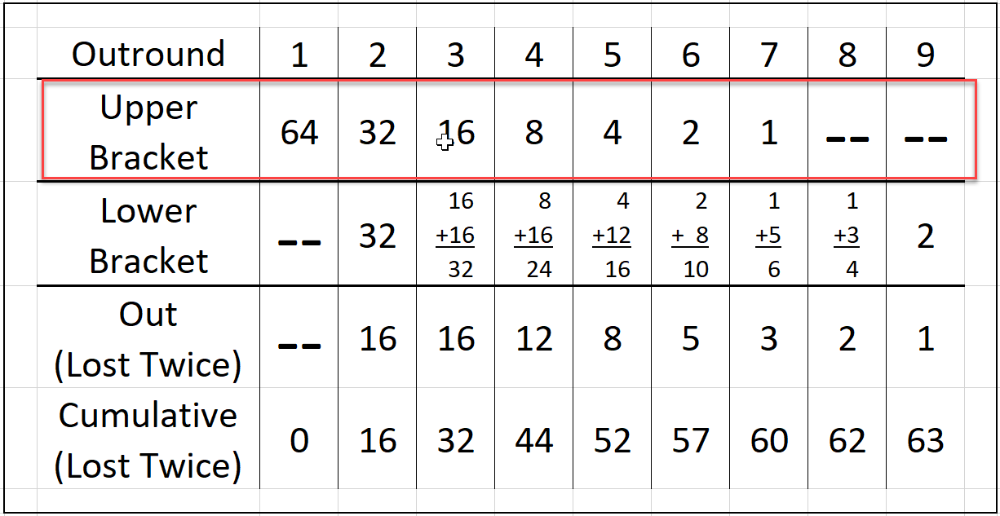 Outround 1 2 3 4 5 6 7 8 9
Upper
Bracket
64 32 16 8 4 2 1 -- --
Lower
Bracket
-- 32 16 8 4 2 1 1 2
+16 +16 +12 + 8 +5 +3
32 24 16 10 6 4
Out
(Lost Twice)
-- 16 16 12 8 5 3 2 1
Cumulative
(Lost Twice)
0 16 32 44 52 57 60 62 63